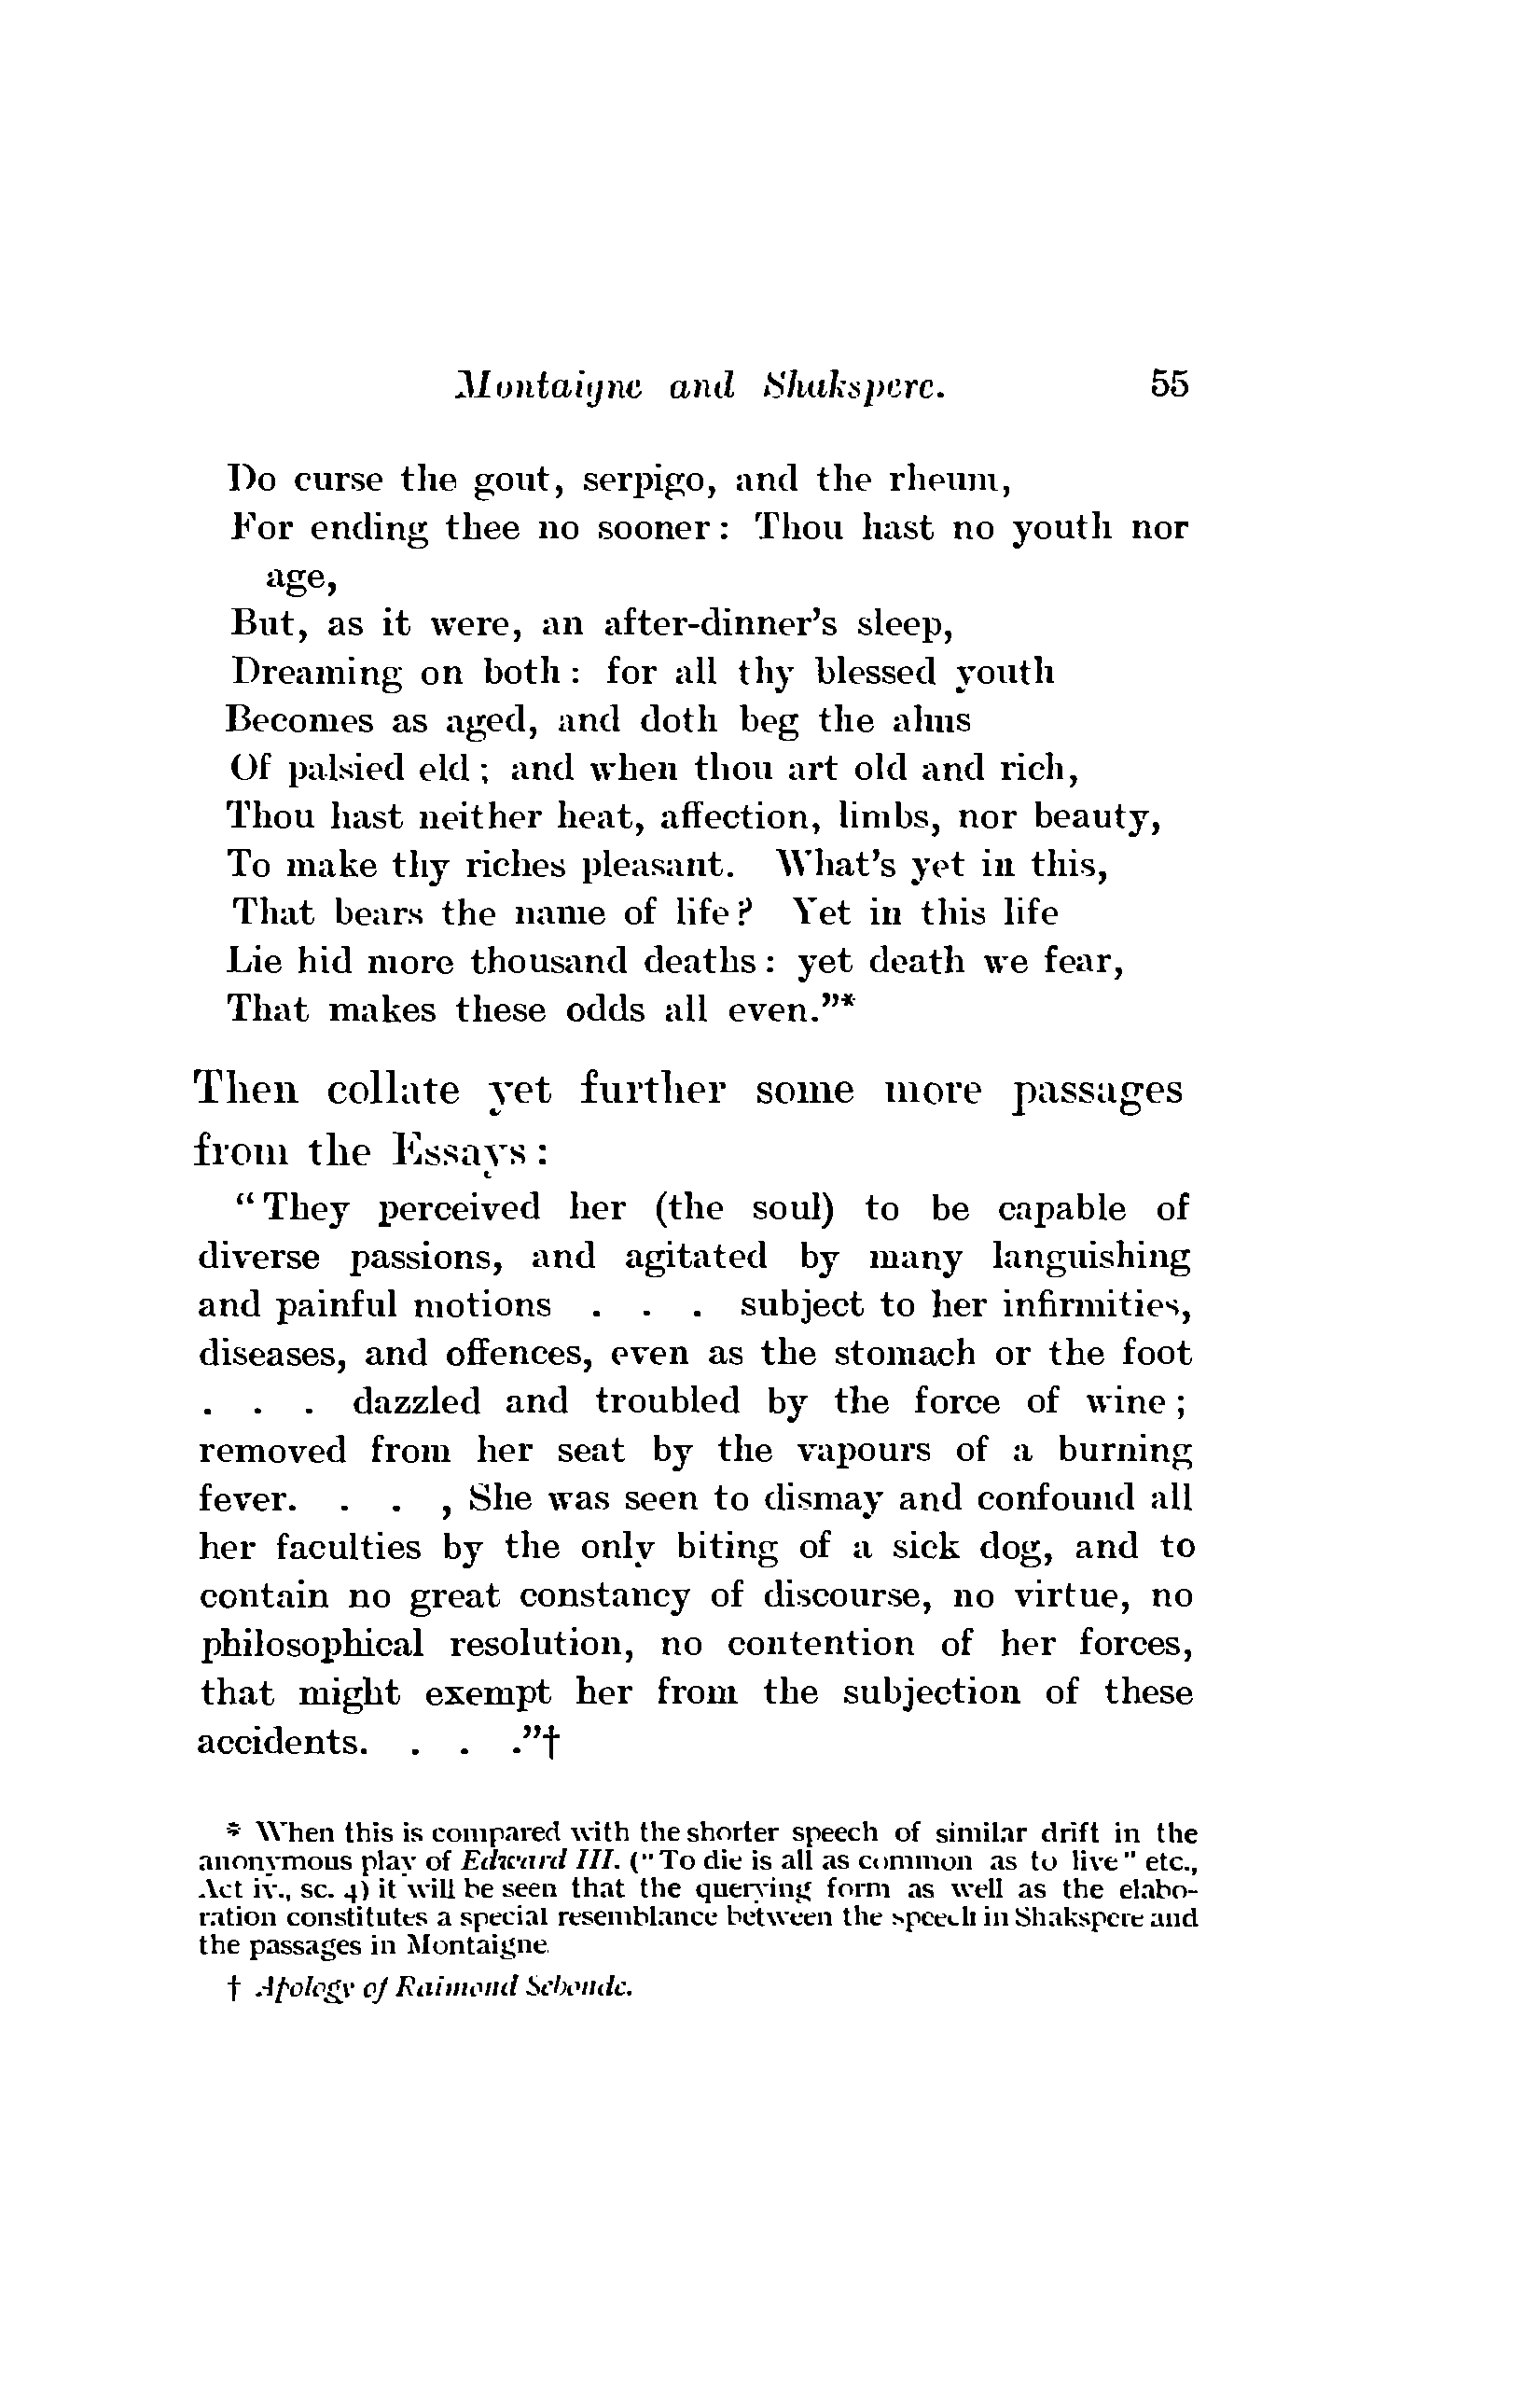 Montaigne and Shakspere. 55
Do curse the gout, serpigo, and the rheum,
For ending thee no sooner: Thou hast no youth nor
age,
But, as it were, an after-dinner's sleep,
Dreaming on both: for all thy blessed youth
Becomes as aged, and doth beg the alms
Of palsied eld; and when thou art old and rich,
Thou hast neither heat, affection, limbs, nor beauty,
To make thy riches pleasant. What's yet in this,
That bears the name of life? Yet in this life
Lie hid more thousand deaths: yet death we fear,
That makes these odds all even."*
Then collate yet further some more passages
from the Essays:
"They perceived her (the soul) to be capable of
diverse passions, and agitated by many languishing
and painful motions . . . subject to her infirmities,
diseases, and offences, even as the stomach or the foot
. . . dazzled and troubled by the force of wine;
removed from her seat by the vapours of a burning
fever. . . , She was seen to dismay and confound all
her faculties by the only biting of a sick dog, and to
contain no great constancy of discourse, no virtue, no
philosophical resolution, no contention of her forces,
that might exempt her from the subjection of these
accidents. . . ."†
* When this is compared with the shorter speech of similar drift in the
anonymous play of Edward III. ("To die is all as common as to live" etc.,
Act iv., sc. 4) it will be seen that the querying form as well as the elabo-
ration constitutes a special resemblance between the speech in Shakspere and
the passages in Montaigne.
† Apology of Raimond Sebonde.